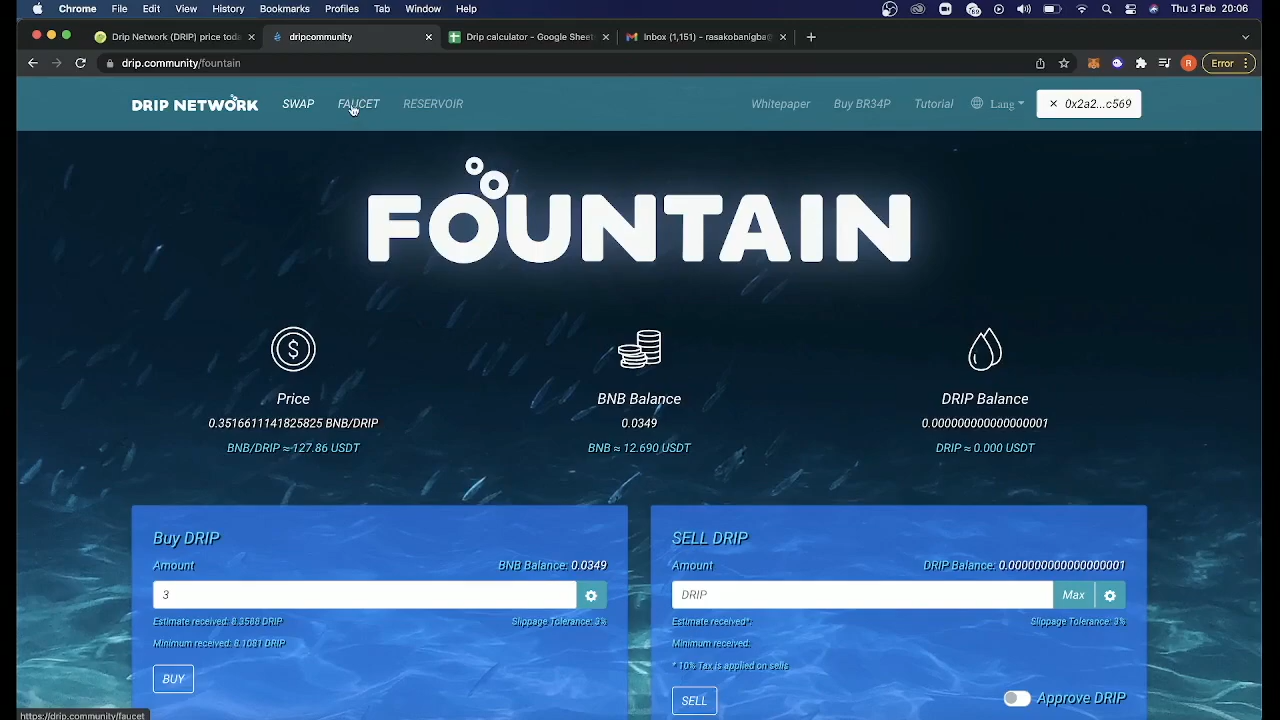 Chrome File Edit View History Bookmarks Profiles Tab Window Help 69 Thu 3 Feb 20:06
Drip Network (DRIP) price toda dripcommunity Drip calculator – Google Sheets Inbox (1,151) – rasakobanigba@
drip.community/fountain R Error
DRIP NETWORK SWAP FAUCET RESERVOIR Whitepaper Buy BR34P Tutorial Lang 0x2a2...c569
FOUNTAIN
$
Price BNB Balance DRIP Balance
0.3516611141825825 BNB/DRIP 0.0349 0.000000000000000001
BNB/DRIP ≈ 127.86 USDT BNB ≈ 12.690 USDT DRIP ≈ 0.000 USDT
Buy DRIP SELL DRIP
Amount BNB Balance: 0.0349 Amount DRIP Balance: 0.000000000000000001
3 DRIP Max
Estimate received: 8.3588 DRIP Slippage Tolerance: 3% Estimate received*: Slippage Tolerance: 3%
Minimum received: 8.1081 DRIP Minimum received:
* 10% Tax is applied on sells
BUY SELL Approve DRIP
https://drip.community/faucet